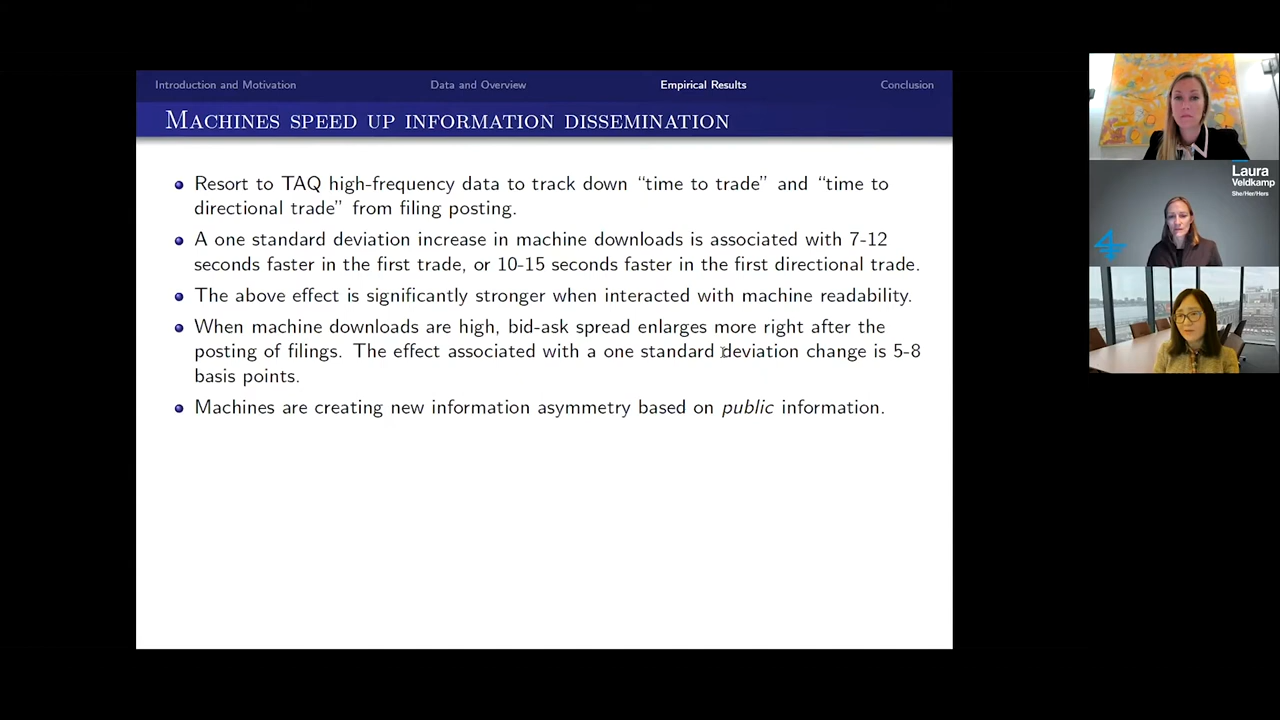 Introduction and Motivation
Data and Overview
Empirical Results
Conclusion
Machines speed up information dissemination
Resort to TAQ high-frequency data to track down “time to trade” and “time to
directional trade” from filing posting.
A one standard deviation increase in machine downloads is associated with 7-12
seconds faster in the first trade, or 10-15 seconds faster in the first directional trade.
The above effect is significantly stronger when interacted with machine readability.
When machine downloads are high, bid-ask spread enlarges more right after the
posting of filings. The effect associated with a one standard deviation change is 5-8
basis points.
Machines are creating new information asymmetry based on public information.
Laura
Veldkamp
She/Her/Hers